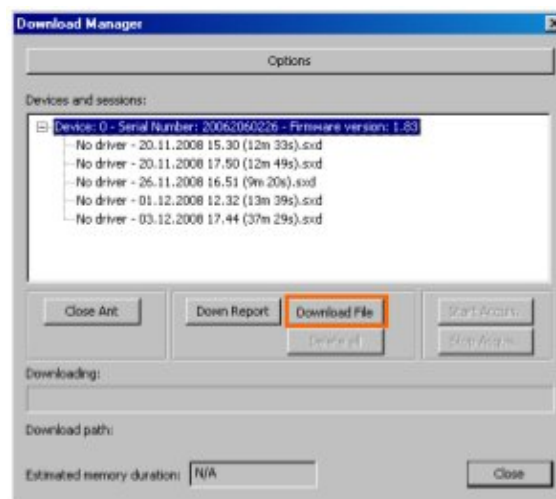 Download Manager
Options
Devices and sessions:
Device: 0 - Serial Number: 20062060226 - Firmware version: 1.83
No driver - 20.11.2008 15.30 (12m 33s).sxd
No driver - 20.11.2008 17.50 (12m 49s).sxd
No driver - 26.11.2008 16.51 (9m 20s).sxd
No driver - 01.12.2008 12.32 (13m 39s).sxd
No driver - 03.12.2008 17.44 (37m 29s).sxd
Close Ant Down Report Download File Start Acquis.
Delete all Stop Acquis.
Downloading:
Download path:
Estimated memory duration: N/A Close